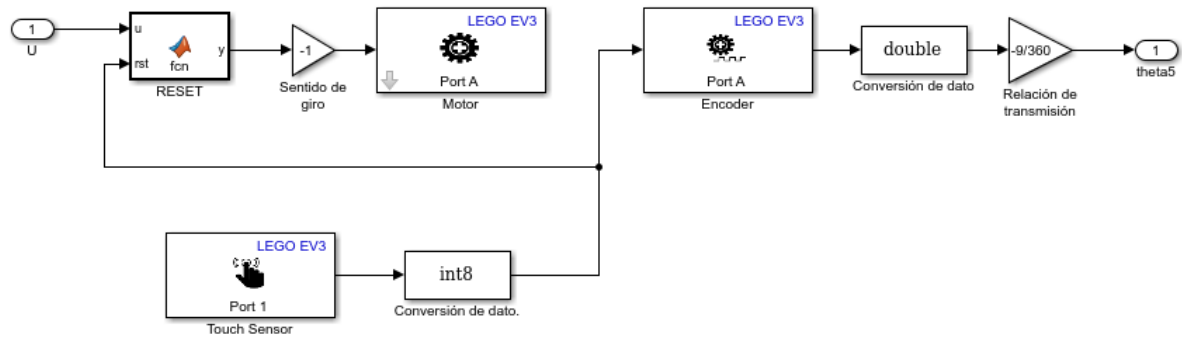 1
U
u
rst
fcn
y
RESET
-1
Sentido de
giro
LEGO EV3
Port A
Motor
LEGO EV3
Port A
Encoder
double
Conversión de dato
-9/360
Relación de
transmisión
1
theta5
LEGO EV3
Port 1
Touch Sensor
int8
Conversión de dato.